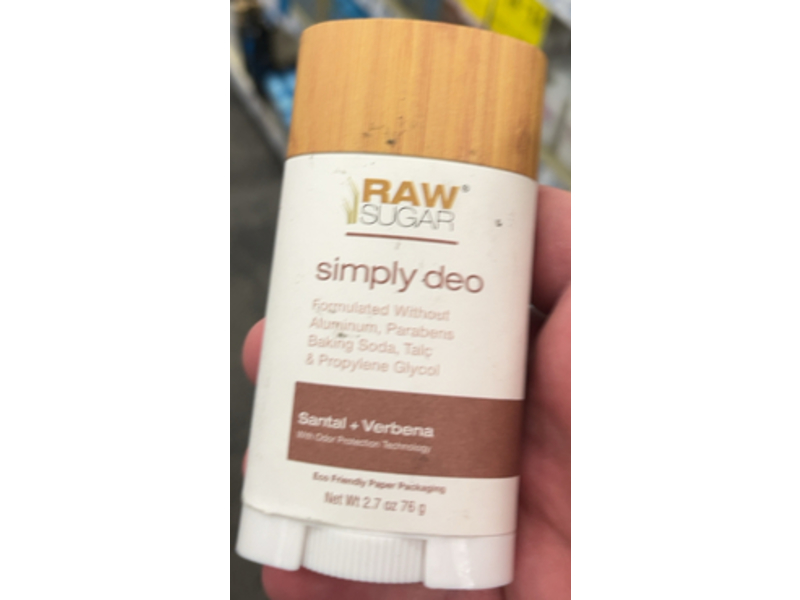 RAW®
SUGAR
simply deo
Formulated Without
Aluminum, Parabens
Baking Soda, Talc
& Propylene Glycol
Santal + Verbena
With Odor Protection Technology
Eco Friendly Paper Packaging
Net Wt 2.7 oz 76 g